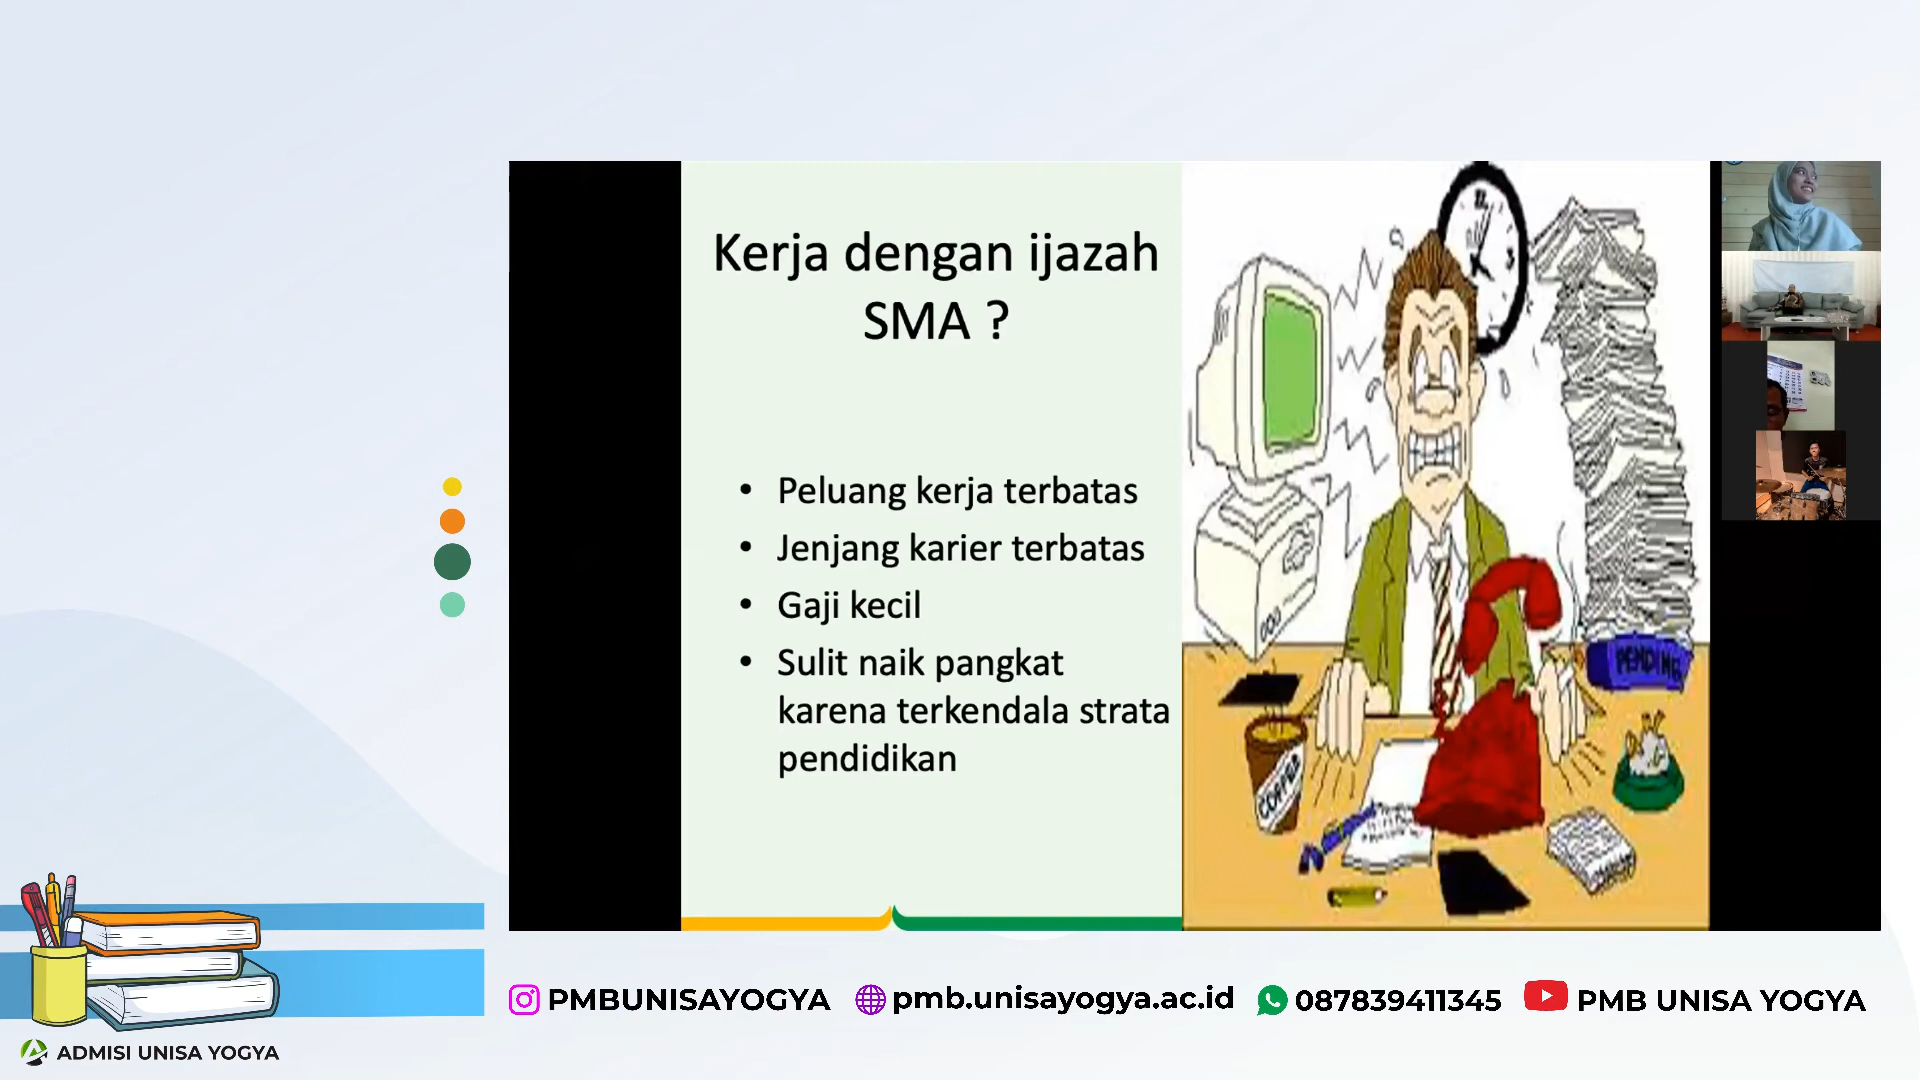 Kerja dengan ijazah
SMA ?
• Peluang kerja terbatas
• Jenjang karier terbatas
• Gaji kecil
• Sulit naik pangkat
karena terkendala strata
pendidikan
PENDING
COFFEE
PMBUNISAYOGYA
pmb.unisayogya.ac.id
087839411345
PMB UNISA YOGYA
ADMISI UNISA YOGYA